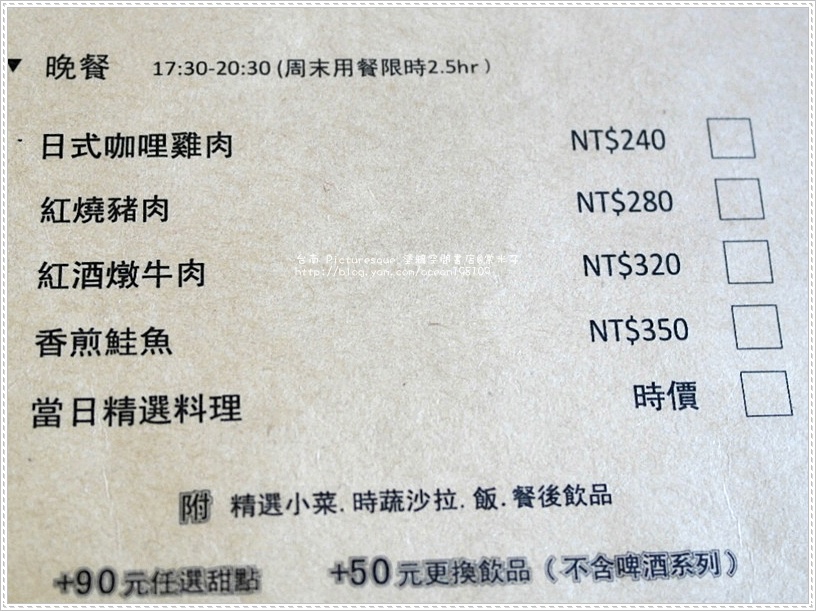 ▼ 晚餐 17:30-20:30 (周末用餐限時2.5hr )
日式咖哩雞肉 NT$240
紅燒豬肉 NT$280
紅酒燉牛肉 NT$320
香煎鮭魚 NT$350
當日精選料理 時價
附 精選小菜.時蔬沙拉.飯.餐後飲品
+90元任選甜點 +50元更換飲品 ( 不含啤酒系列 )